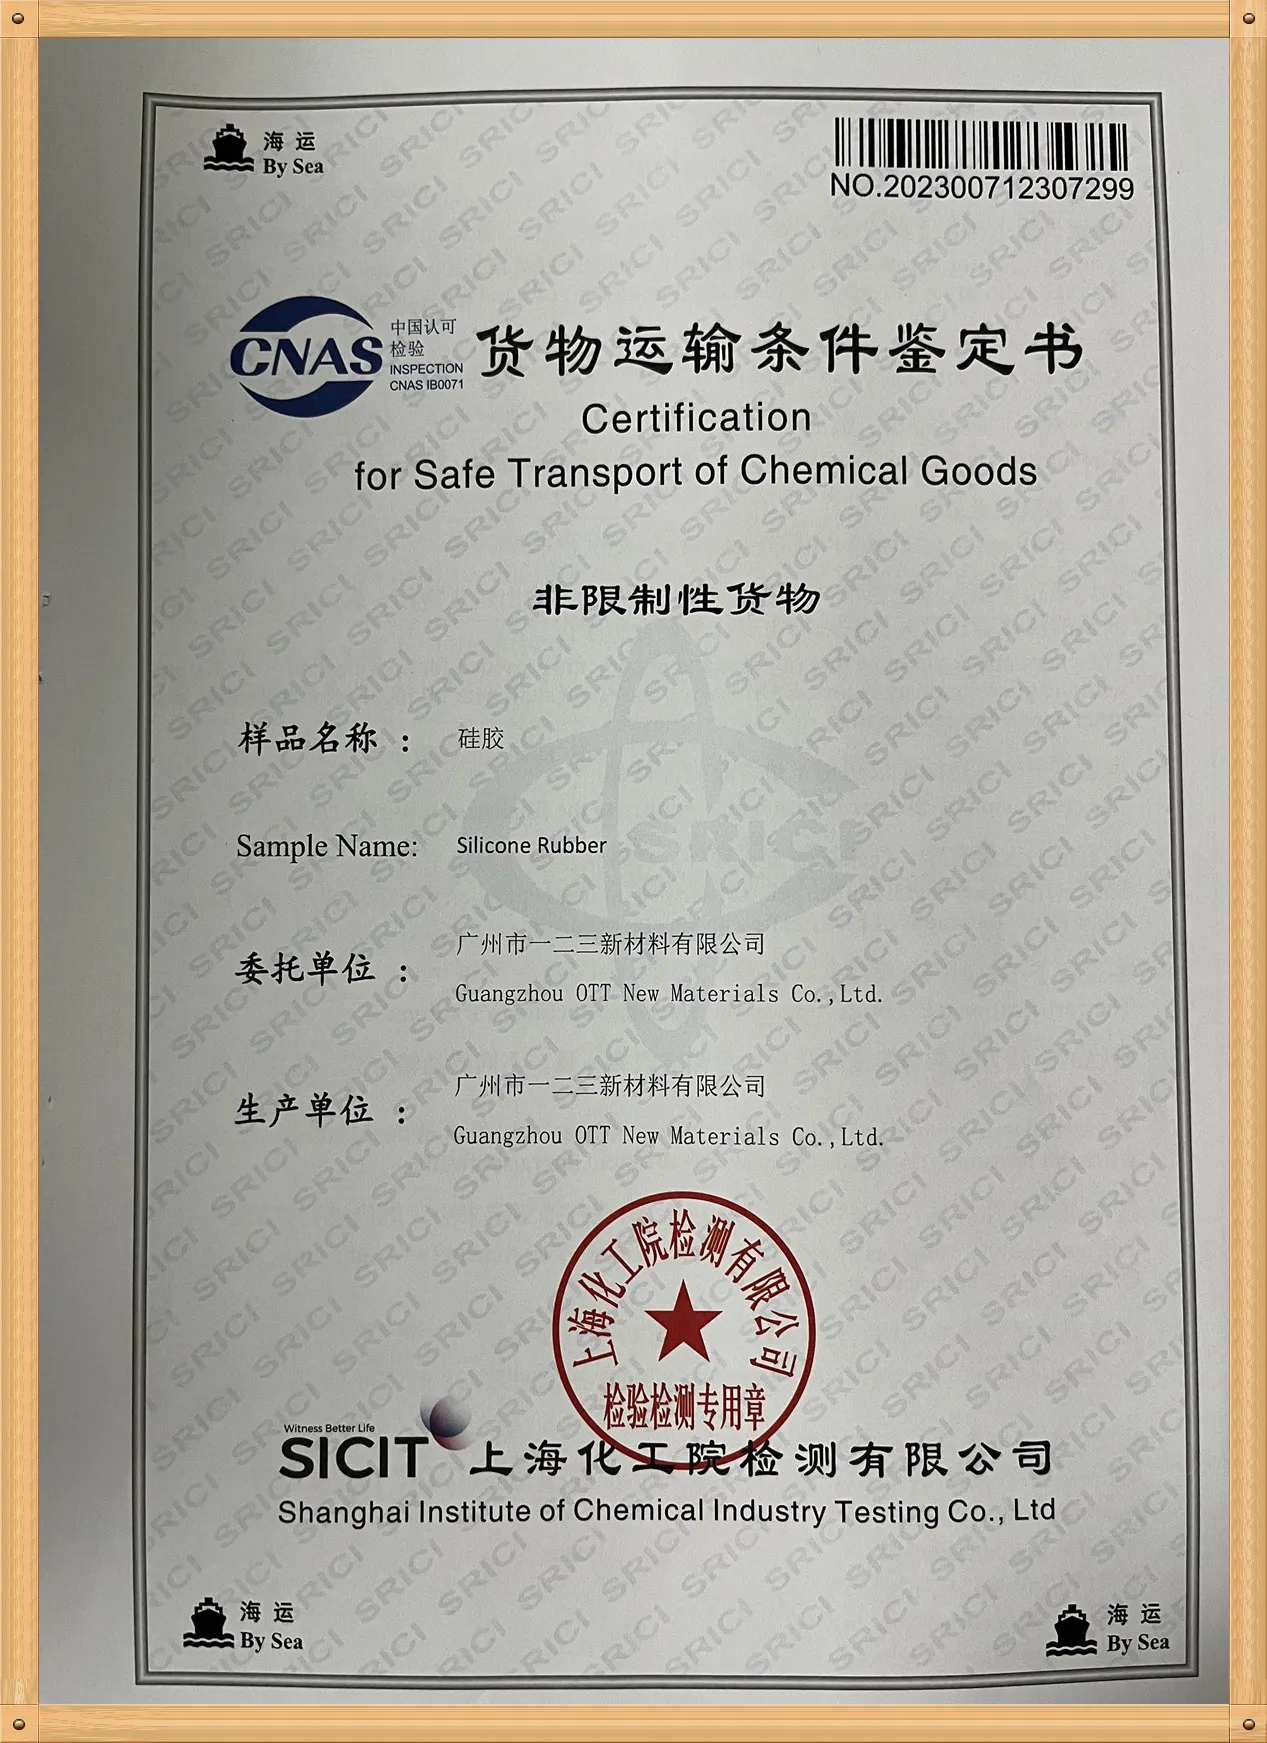 海运
By Sea
NO.202300712307299
CNAS
中国认可
检验
INSPECTION
CNAS IB0071
货物运输条件鉴定书
Certification
for Safe Transport of Chemical Goods
非限制性货物
样品名称：
硅胶
Sample Name:
Silicone Rubber
委托单位：
广州市一二三新材料有限公司
Guangzhou OTT New Materials Co.,Ltd.
生产单位：
广州市一二三新材料有限公司
Guangzhou OTT New Materials Co.,Ltd.
上海化工院检测有限公司
检验检测专用章
Witness Better Life
SICIT
上海化工院检测有限公司
Shanghai Institute of Chemical Industry Testing Co., Ltd
海运
By Sea
海运
By Sea
SRICI